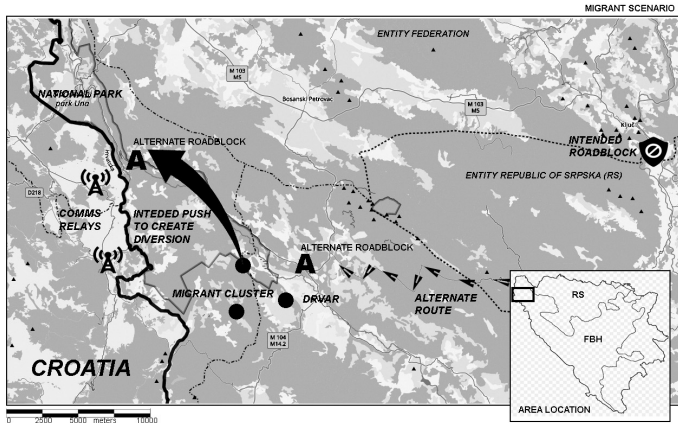 MIGRANT SCENARIO
ENTITY FEDERATION
M 103
M5
NATIONAL PARK
park Una
Bosanski Petrovac
M 103
M5
Ključ
ALTERNATE ROADBLOCK
A
INTENDED
ROADBLOCK
ENTITY REPUBLIC OF SRPSKA (RS)
D218
COMMS
RELAYS
INTEDED PUSH
TO CREATE
DIVERSION
ALTERNATE ROADBLOCK
A
MIGRANT CLUSTER
DRVAR
ALTERNATE
ROUTE
M 104
M14.2
CROATIA
RS
FBH
AREA LOCATION
0 2500 5000 meters 10000